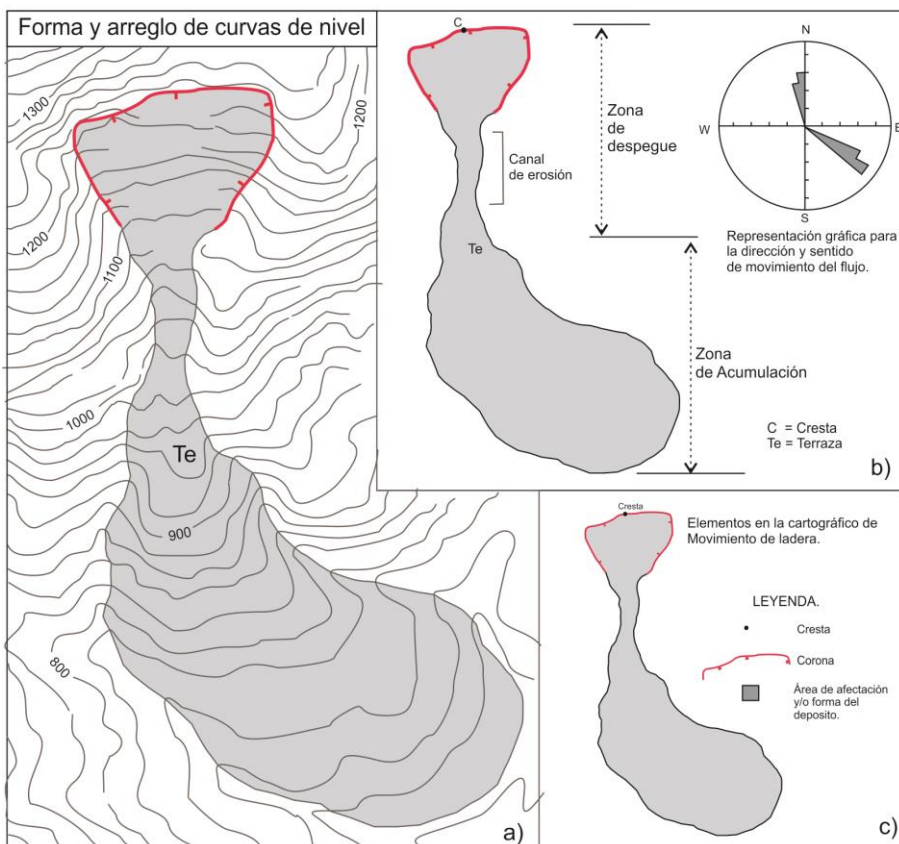 Forma y arreglo de curvas de nivel
1300
1200
1200
1100
1000
Te
900
800
a)
C
Zona
de
despegue
Canal
de erosión
Te
Zona
de Acumulación
C = Cresta
Te = Terraza
b)
N
W
E
S
Representación gráfica para
la dirección y sentido
de movimiento del flujo.
Cresta
Elementos en la cartográfico de
Movimiento de ladera.
LEYENDA.
Cresta
Corona
Área de afectación
y/o forma del
deposito.
c)